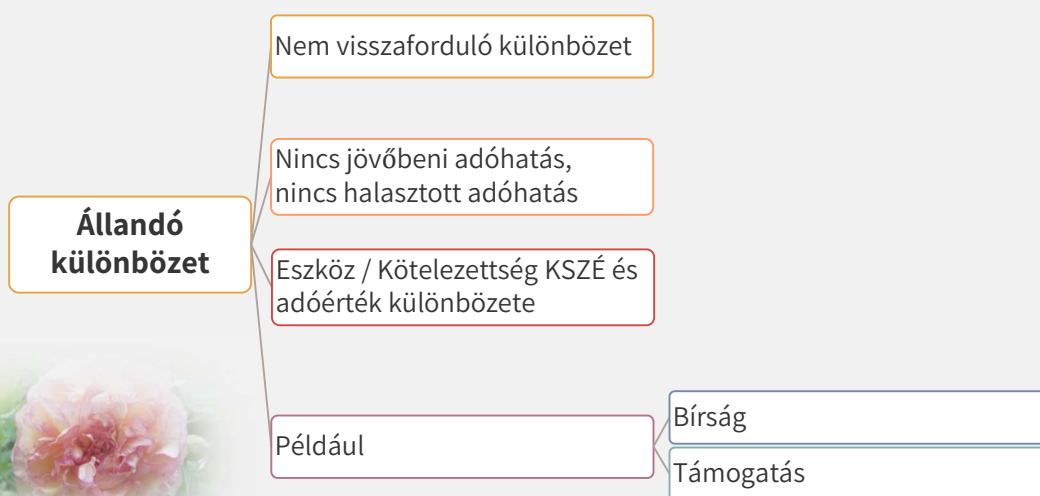 Állandó
különbözet
Nem visszaforduló különbözet
Nincs jövőbeni adóhatás,
nincs halasztott adóhatás
Eszköz / Kötelezettség KSZÉ és
adóérték különbözete
Például
Bírság
Támogatás